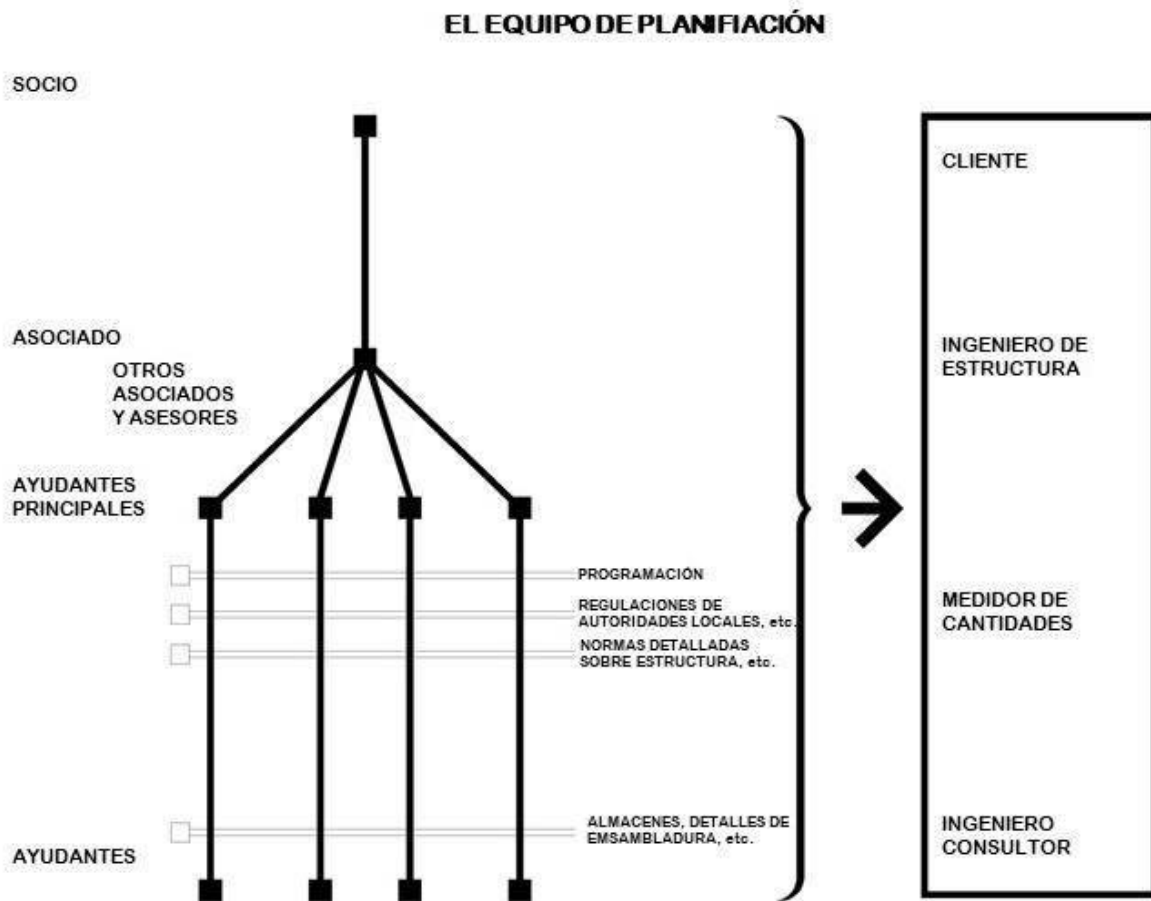 EL EQUIPO DE PLANIFIACIÓN
SOCIO
ASOCIADO
OTROS
ASOCIADOS
Y ASESORES
AYUDANTES
PRINCIPALES
PROGRAMACIÓN
REGULACIONES DE
AUTORIDADES LOCALES, etc.
NORMAS DETALLADAS
SOBRE ESTRUCTURA, etc.
ALMACENES, DETALLES DE
EMSAMBLADURA, etc.
AYUDANTES
CLIENTE
INGENIERO DE
ESTRUCTURA
MEDIDOR DE
CANTIDADES
INGENIERO
CONSULTOR